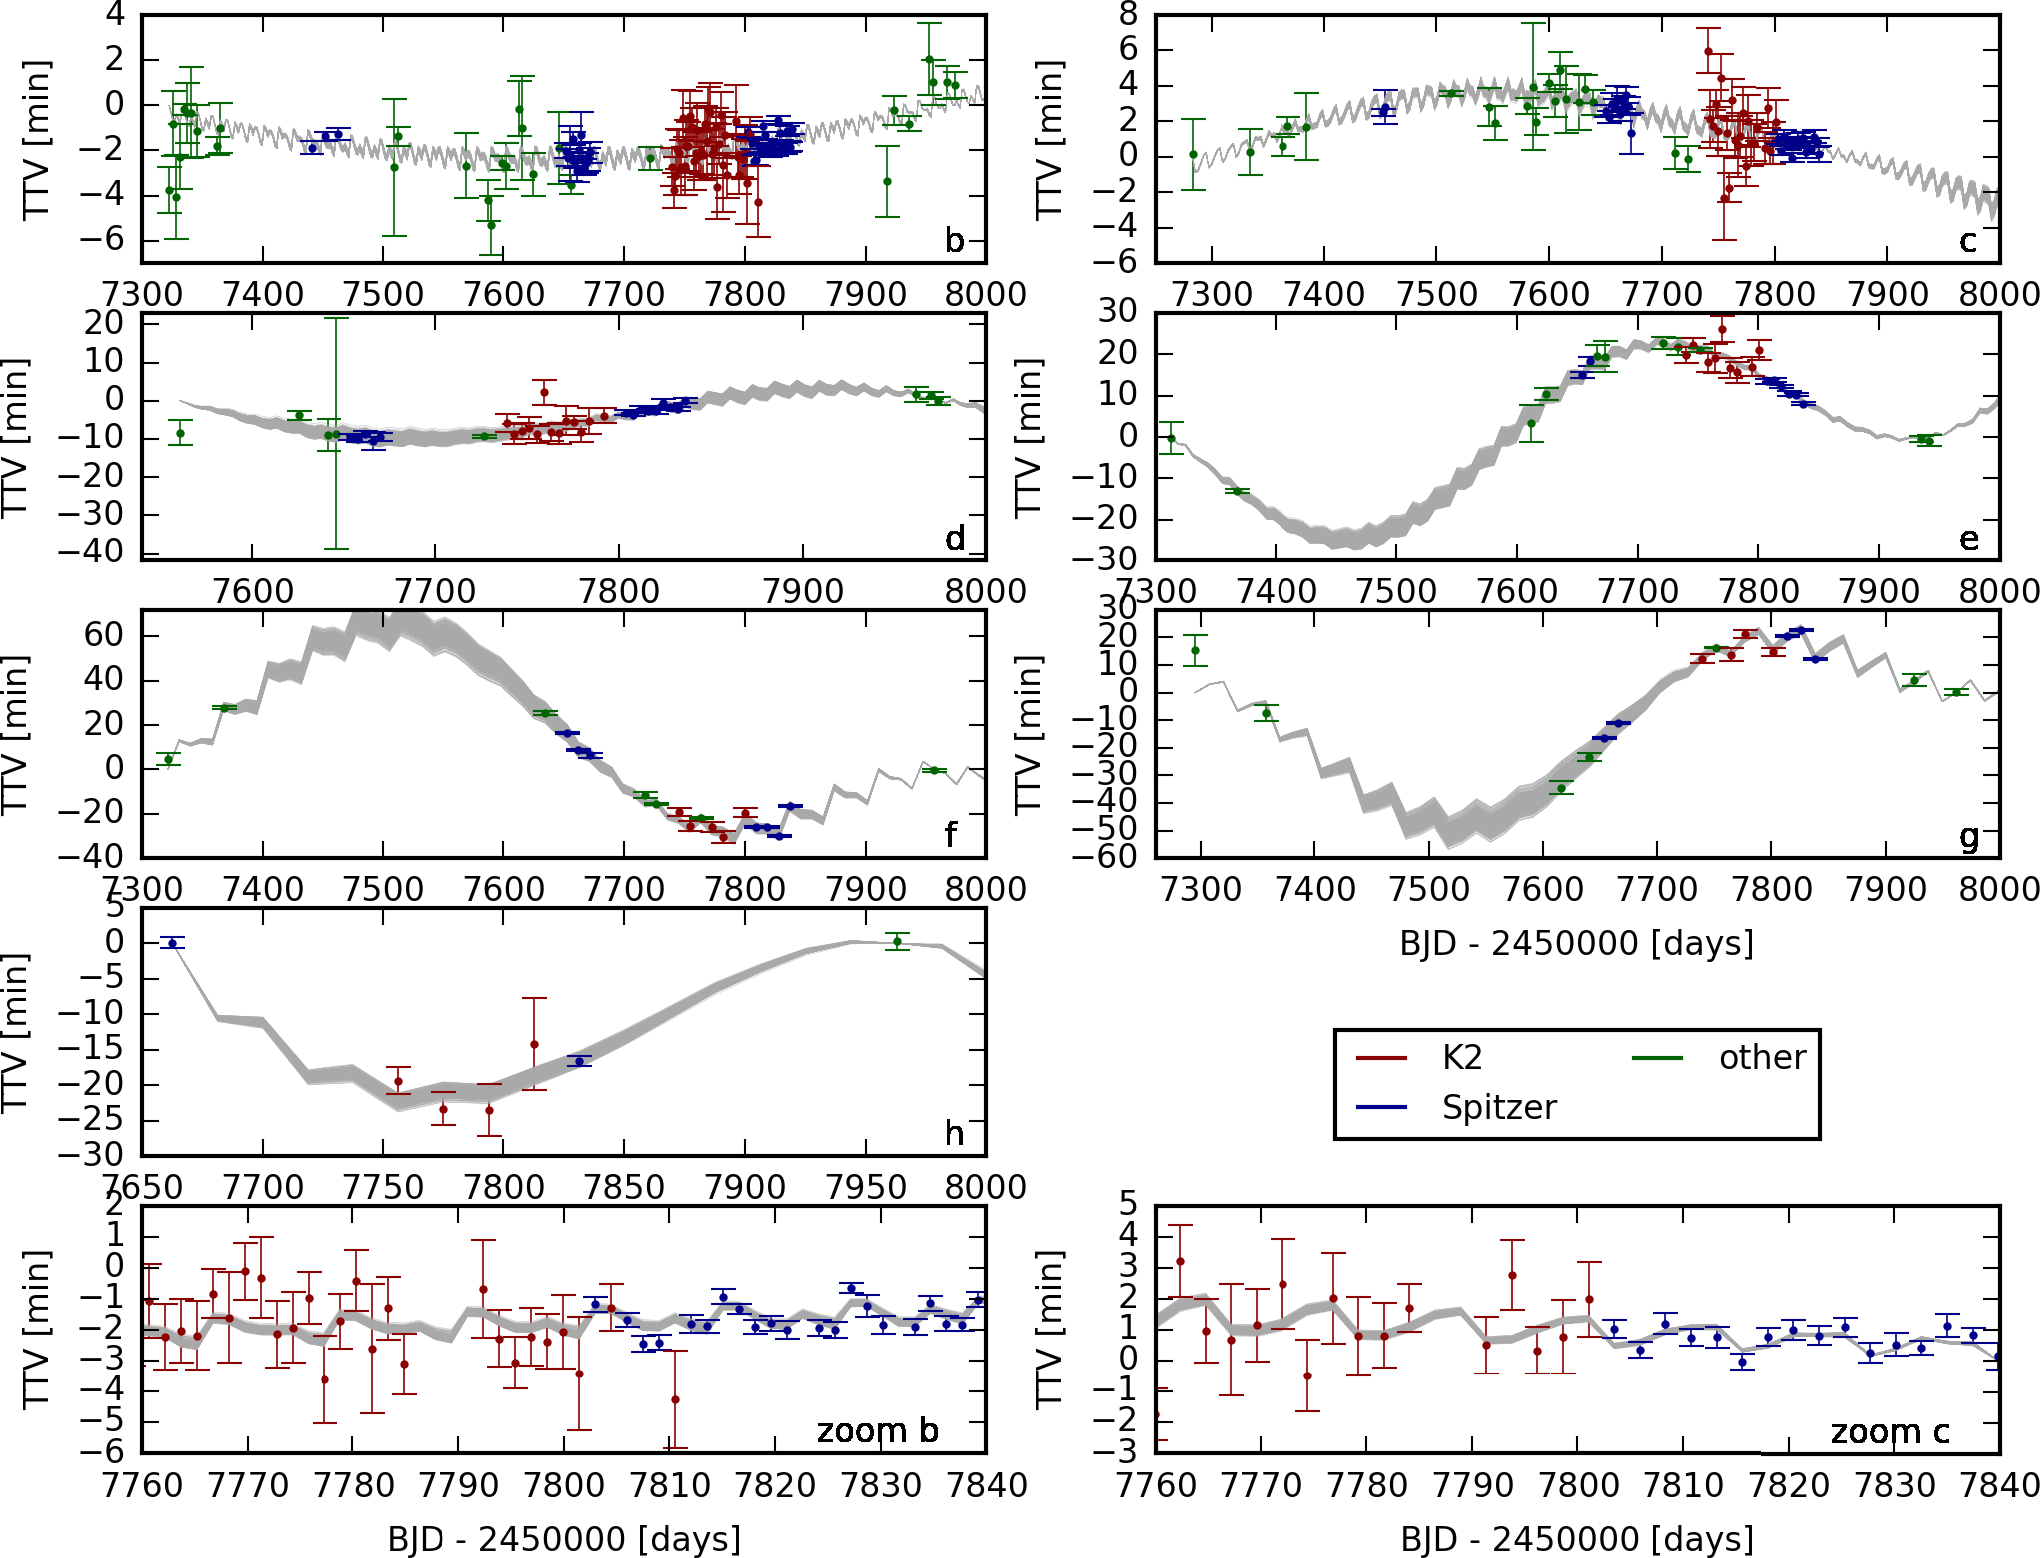 4 2 0 −2 −4 −6
TTV [min]
b
7300 7400 7500 7600 7700 7800 7900 8000
8 6 4 2 0 −2 −4 −6
TTV [min]
c
7300 7400 7500 7600 7700 7800 7900 8000
20 10 0 −10 −20 −30 −40
TTV [min]
d
7600 7700 7800 7900 8000
30 20 10 0 −10 −20 −30
TTV [min]
e
7300 7400 7500 7600 7700 7800 7900 8000
60 40 20 0 −20 −40
TTV [min]
f
7300 7400 7500 7600 7700 7800 7900 8000
30 20 10 0 −10 −20 −30 −40 −50 −60
TTV [min]
g
7300 7400 7500 7600 7700 7800 7900 8000
BJD - 2450000 [days]
5 0 −5 −10 −15 −20 −25 −30
TTV [min]
h
7650 7700 7750 7800 7850 7900 7950 8000
K2 other
Spitzer
2 1 0 −1 −2 −3 −4 −5 −6
TTV [min]
zoom b
7760 7770 7780 7790 7800 7810 7820 7830 7840
BJD - 2450000 [days]
5 4 3 2 1 0 −1 −2 −3
TTV [min]
zoom c
7760 7770 7780 7790 7800 7810 7820 7830 7840
BJD - 2450000 [days]